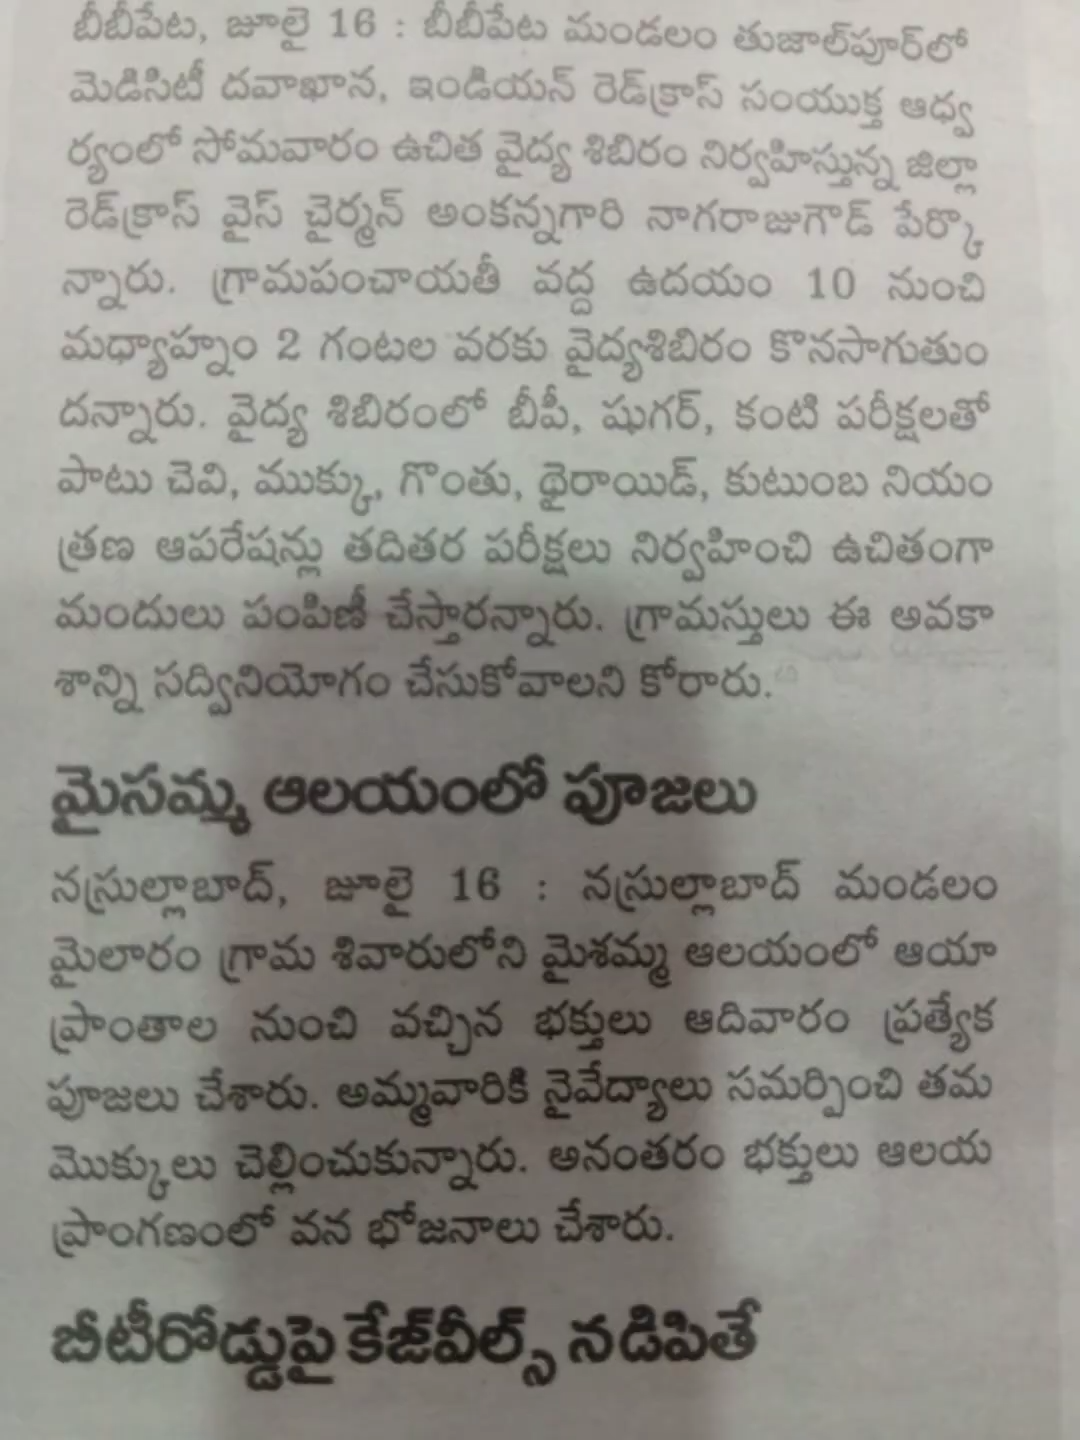 బీబీపేట, జూలై 16 : బీబీపేట మండలం తుజాల్‌పూర్‌లో
మెడిసిటీ దవాఖాన, ఇండియన్ రెడ్‌క్రాస్ సంయుక్త ఆధ్వ
ర్యంలో సోమవారం ఉచిత వైద్య శిబిరం నిర్వహిస్తున్న జిల్లా
రెడ్‌క్రాస్ వైస్ చైర్మన్ అంకన్నగారి నాగరాజుగౌడ్ పేర్కొ
న్నారు. గ్రామపంచాయతీ వద్ద ఉదయం 10 నుంచి
మధ్యాహ్నం 2 గంటల వరకు వైద్యశిబిరం కొనసాగుతుం
దన్నారు. వైద్య శిబిరంలో బీపీ, షుగర్, కంటి పరీక్షలతో
పాటు చెవి, ముక్కు, గొంతు, థైరాయిడ్, కుటుంబ నియం
త్రణ ఆపరేషన్లు తదితర పరీక్షలు నిర్వహించి ఉచితంగా
మందులు పంపిణీ చేస్తారన్నారు. గ్రామస్తులు ఈ అవకా
శాన్ని సద్వినియోగం చేసుకోవాలని కోరారు.
మైసమ్మ ఆలయంలో పూజలు
నస్రుల్లాబాద్, జూలై 16 : నస్రుల్లాబాద్ మండలం
మైలారం గ్రామ శివారులోని మైశమ్మ ఆలయంలో ఆయా
ప్రాంతాల నుంచి వచ్చిన భక్తులు ఆదివారం ప్రత్యేక
పూజలు చేశారు. అమ్మవారికి నైవేద్యాలు సమర్పించి తమ
మొక్కులు చెల్లించుకున్నారు. అనంతరం భక్తులు ఆలయ
ప్రాంగణంలో వన భోజనాలు చేశారు.
బీటీరోడ్డుపై కేజ్‌వీల్స్ నడిపితే